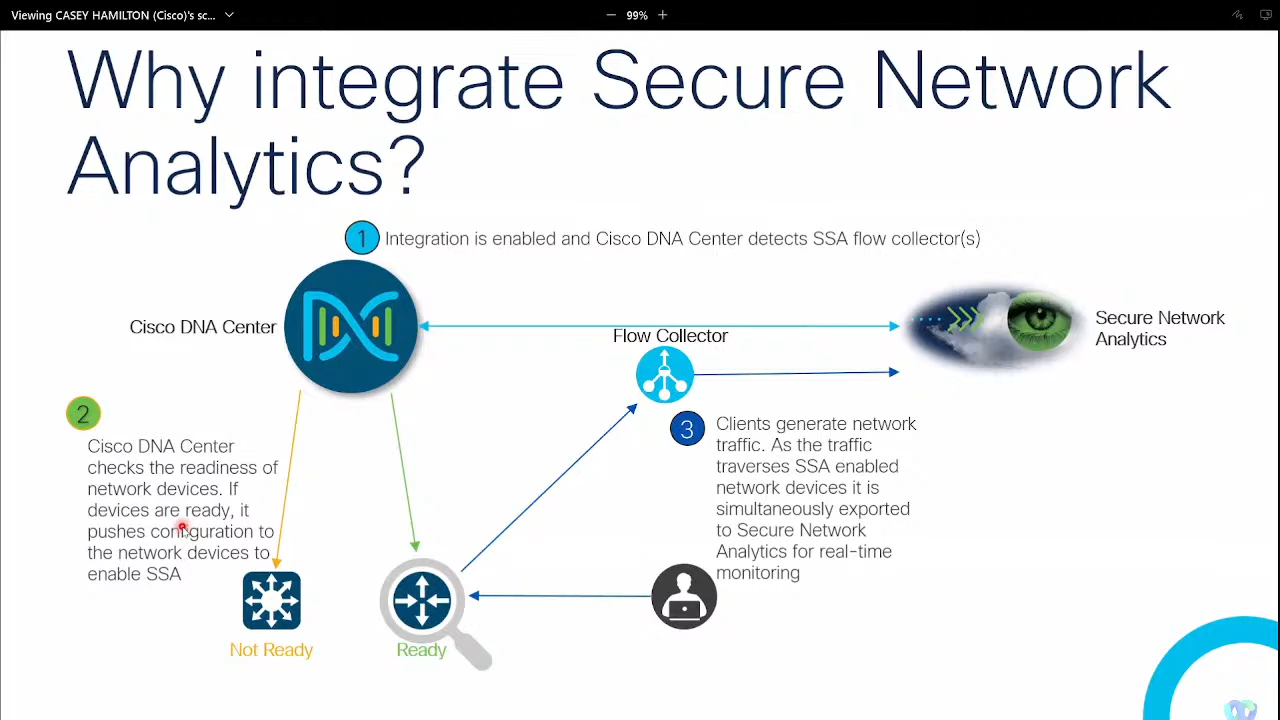 Viewing CASEY HAMILTON (Cisco)'s sc...
99%
Why integrate Secure Network
Analytics?
1
Integration is enabled and Cisco DNA Center detects SSA flow collector(s)
Cisco DNA Center
Flow Collector
Secure Network
Analytics
2
Cisco DNA Center
checks the readiness of
network devices. If
devices are ready, it
pushes configuration to
the network devices to
enable SSA
3
Clients generate network
traffic. As the traffic
traverses SSA enabled
network devices it is
simultaneously exported
to Secure Network
Analytics for real-time
monitoring
Not Ready
Ready